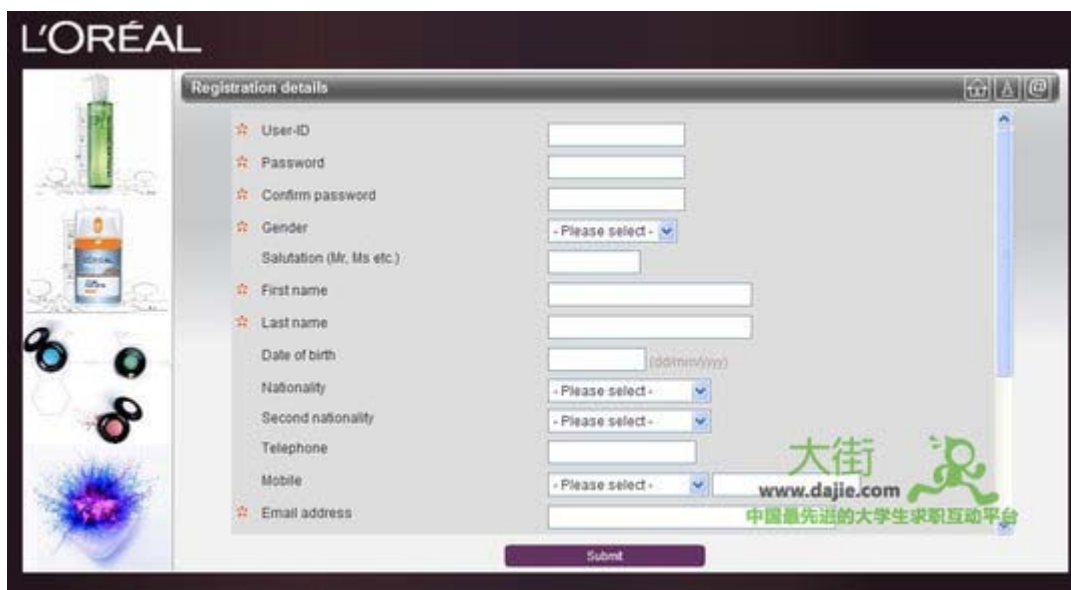 L'ORÉAL
Registration details
User-ID
Password
Confirm password
Gender
- Please select -
Salutation (Mr, Ms etc.)
First name
Last name
Date of birth
(dd/mm/yyyy)
Nationality
- Please select -
Second nationality
- Please select -
Telephone
Mobile
- Please select -
Email address
大街
www.dajie.com
中国最先进的大学生求职互动平台
Submit